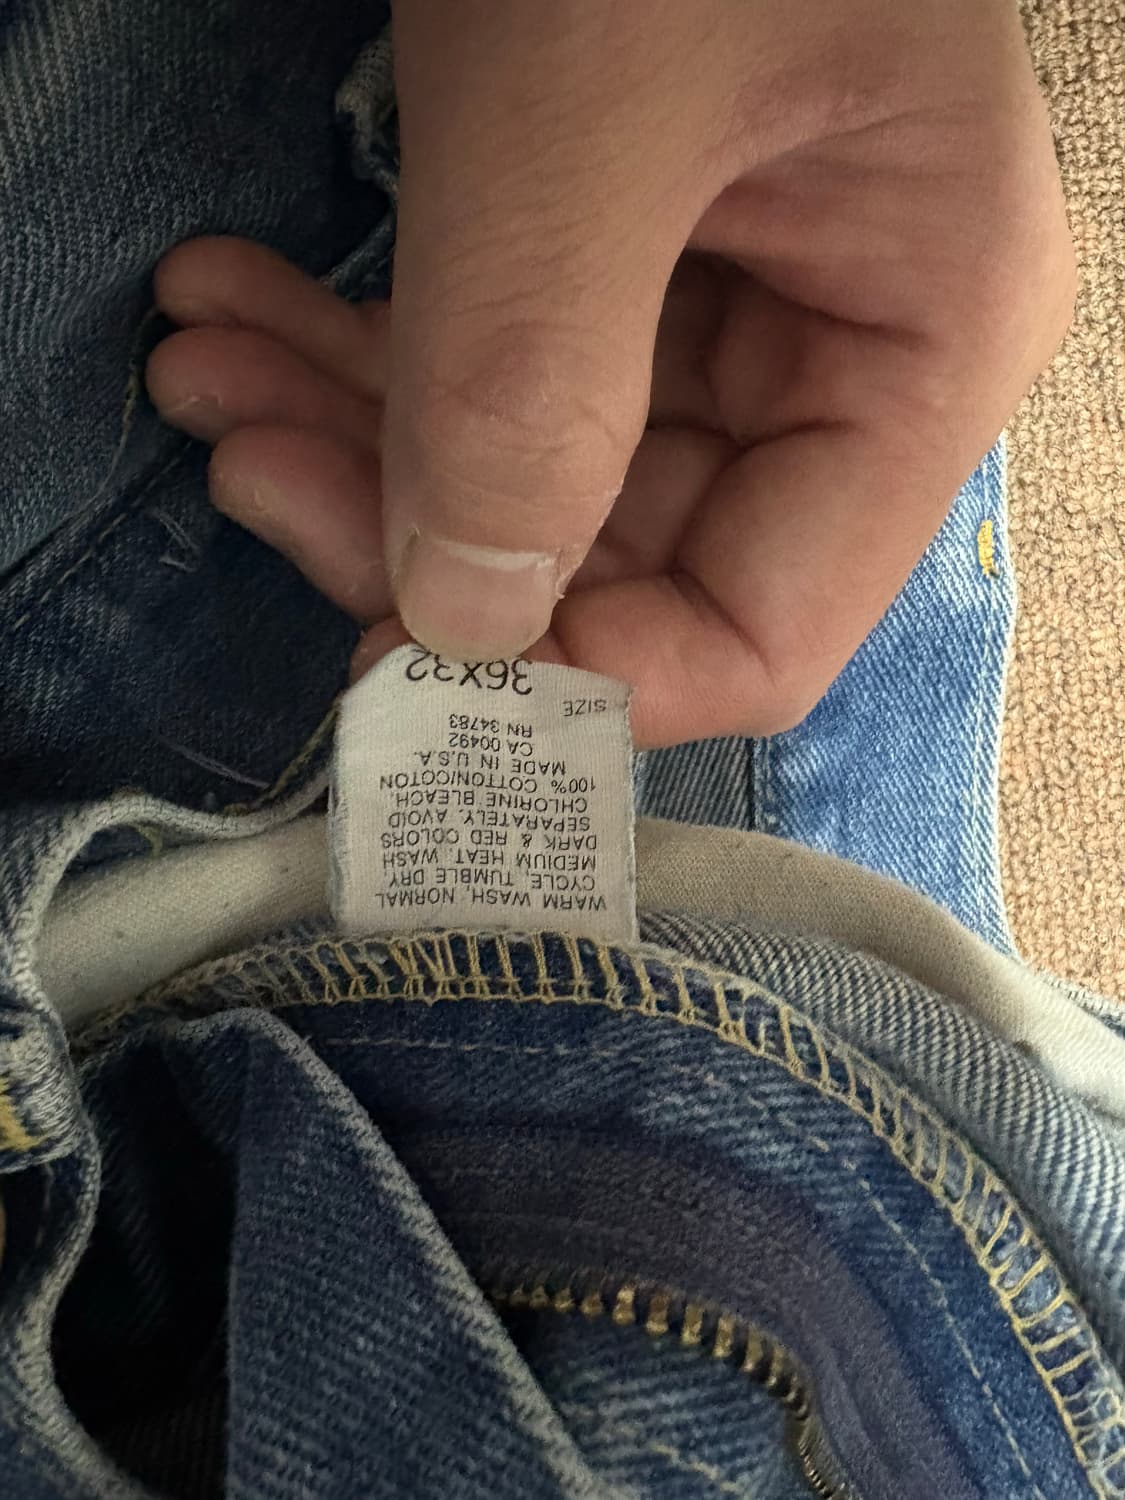 WARM WASH, NORMAL
CYCLE, TUMBLE DRY,
MEDIUM HEAT. WASH
DARK & RED COLORS
SEPARATELY. AVOID
CHLORINE BLEACH.
100% COTTON/COTON
MADE IN U.S.A.
CA 00492
RN 34783
SIZE
36X32